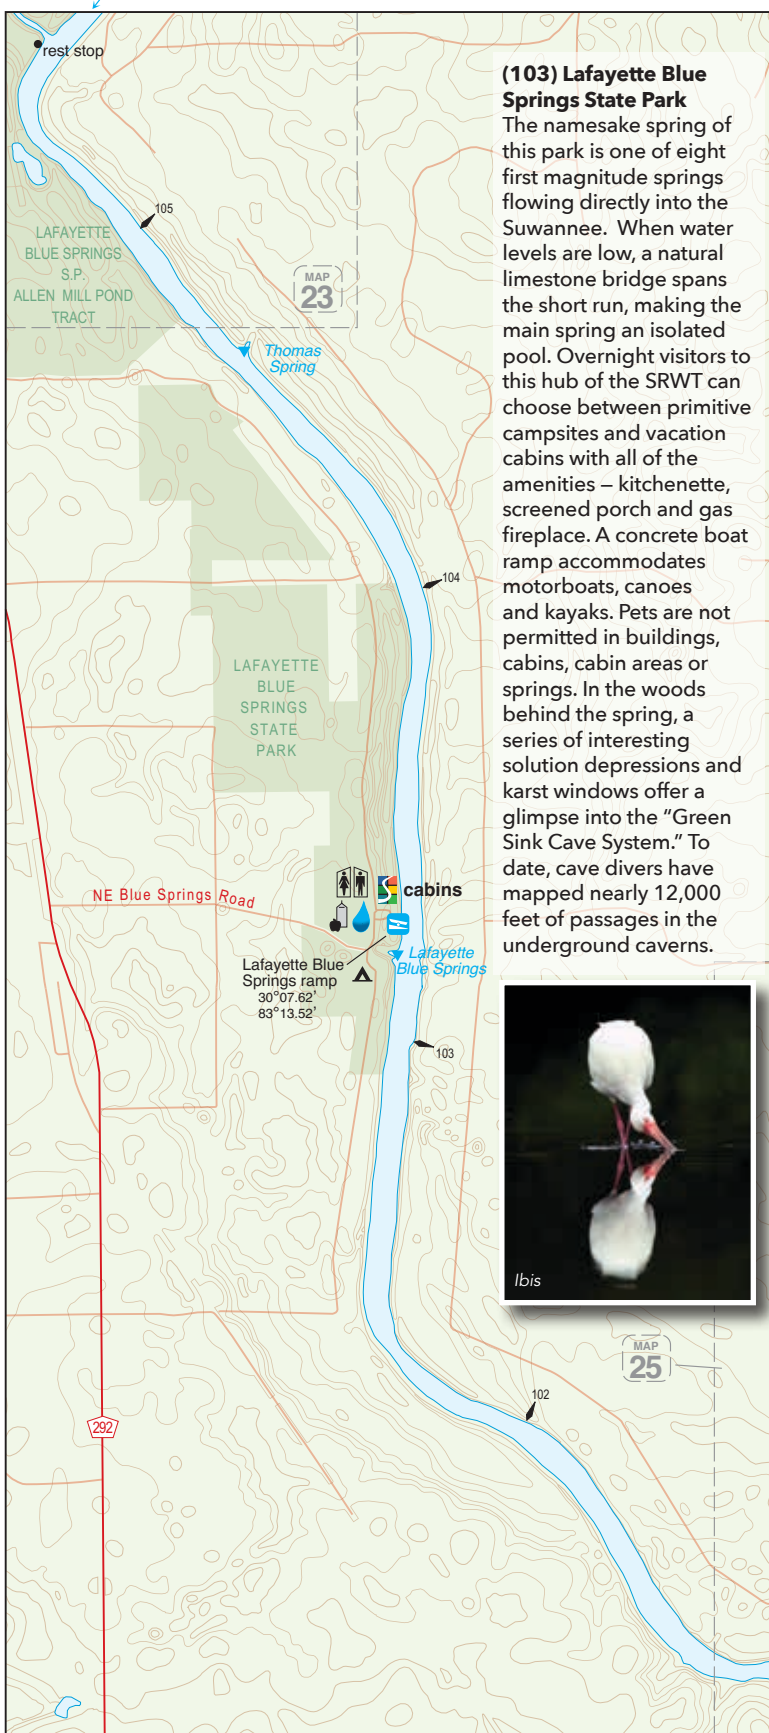 rest stop
105
LAFAYETTE
BLUE SPRINGS
S.P.
ALLEN MILL POND
TRACT
MAP
23
Thomas
Spring
104
LAFAYETTE
BLUE
SPRINGS
STATE
PARK
NE Blue Springs Road
cabins
Lafayette Blue
Springs ramp
30°07.62'
83°13.52'
Lafayette
Blue Springs
103
102
292
MAP
25
(103) Lafayette Blue
Springs State Park
The namesake spring of
this park is one of eight
first magnitude springs
flowing directly into the
Suwannee. When water
levels are low, a natural
limestone bridge spans
the short run, making the
main spring an isolated
pool. Overnight visitors to
this hub of the SRWT can
choose between primitive
campsites and vacation
cabins with all of the
amenities – kitchenette,
screened porch and gas
fireplace. A concrete boat
ramp accommodates
motorboats, canoes
and kayaks. Pets are not
permitted in buildings,
cabins, cabin areas or
springs. In the woods
behind the spring, a
series of interesting
solution depressions and
karst windows offer a
glimpse into the “Green
Sink Cave System.” To
date, cave divers have
mapped nearly 12,000
feet of passages in the
underground caverns.
Ibis